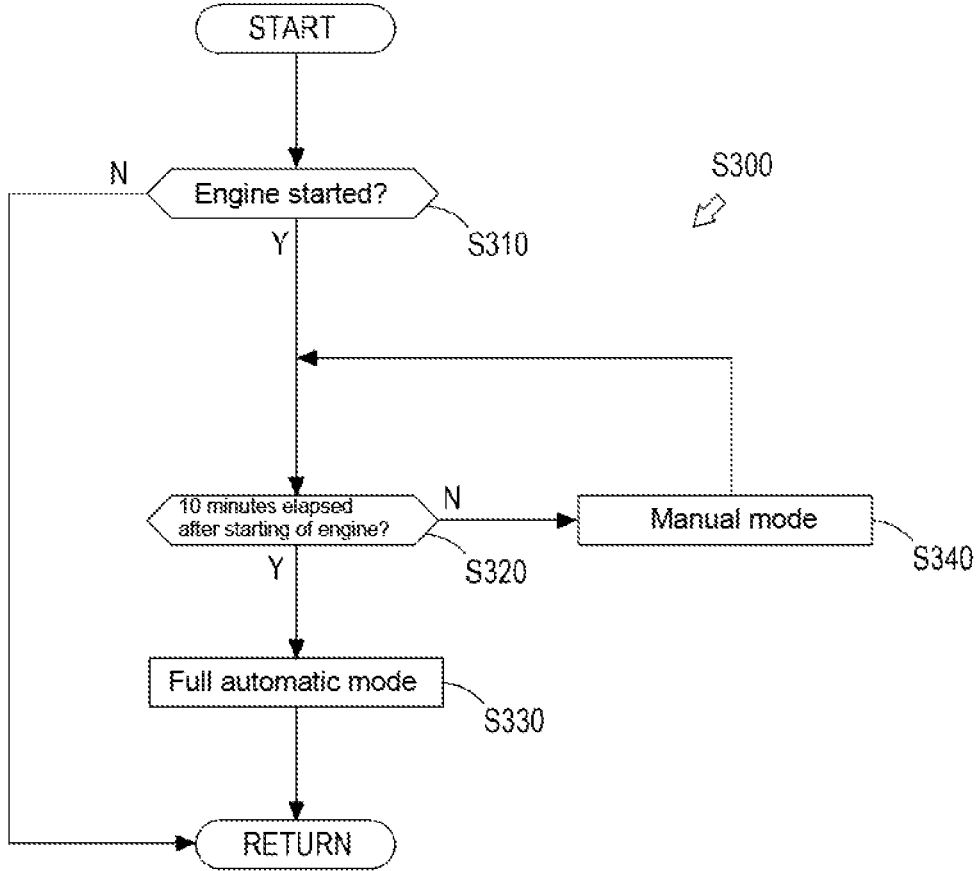 START
N
Engine started?
S300
Y
S310
10 minutes elapsed
after starting of engine?
N
Manual mode
Y
S320
S340
Full automatic mode
S330
RETURN